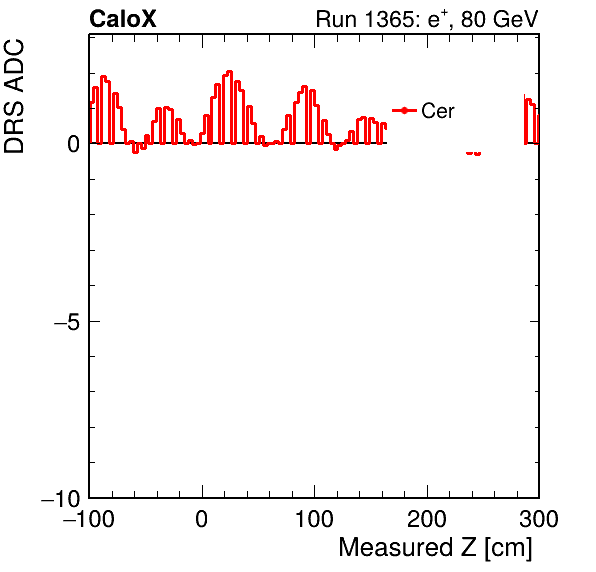 CaloX Run 1365: e⁺, 80 GeV
DRS ADC
Cer
0
−5
−10
−100 0 100 200 300
Measured Z [cm]